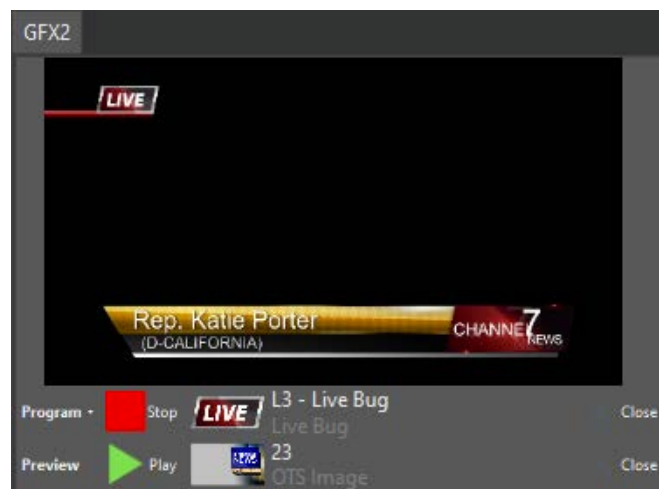 GFX2
LIVE
Rep. Katie Porter
(D-CALIFORNIA)
CHANNEL 7
NEWS
Program
Stop
LIVE
L3 - Live Bug
Live Bug
Close
Preview
Play
NEWS
23
OTS Image
Close